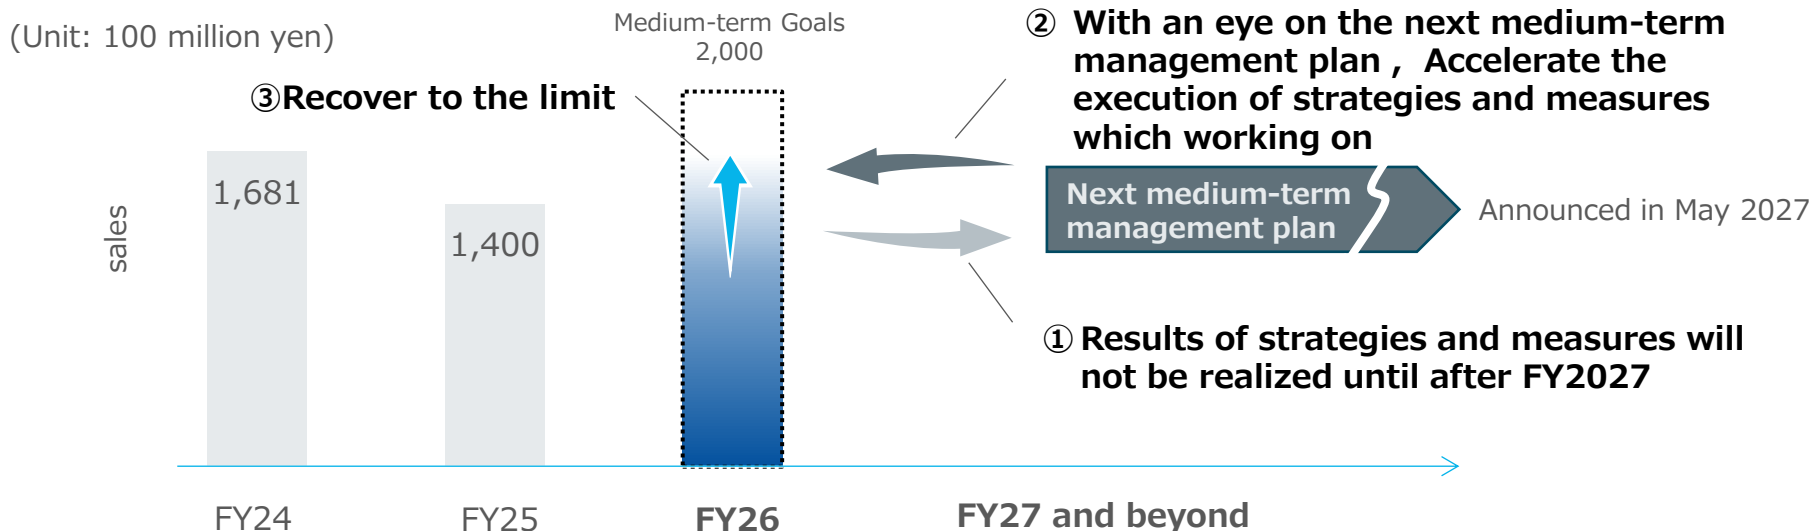 (Unit: 100 million yen)
Medium-term Goals
2,000
③Recover to the limit
② With an eye on the next medium-term
management plan , Accelerate the
execution of strategies and measures
which working on
sales
1,681
1,400
Next medium-term
management plan
Announced in May 2027
① Results of strategies and measures will
not be realized until after FY2027
FY24
FY25
FY26
FY27 and beyond